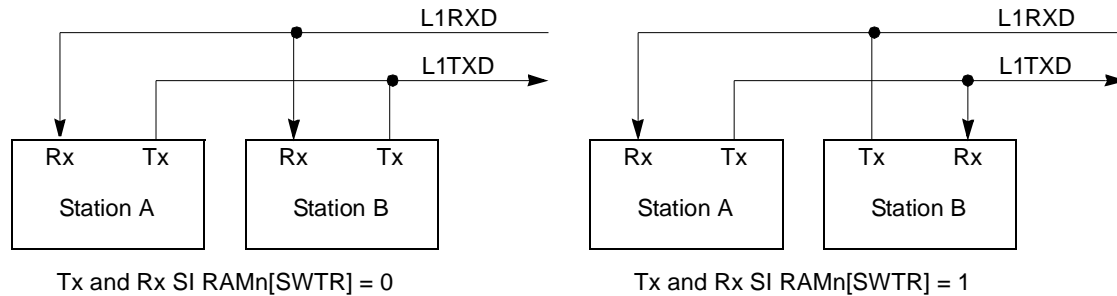 L1RXD
L1TXD
Rx Tx
Station A
Rx Tx
Station B
Tx and Rx SI RAMn[SWTR] = 0
L1RXD
L1TXD
Rx Tx
Station A
Tx Rx
Station B
Tx and Rx SI RAMn[SWTR] = 1